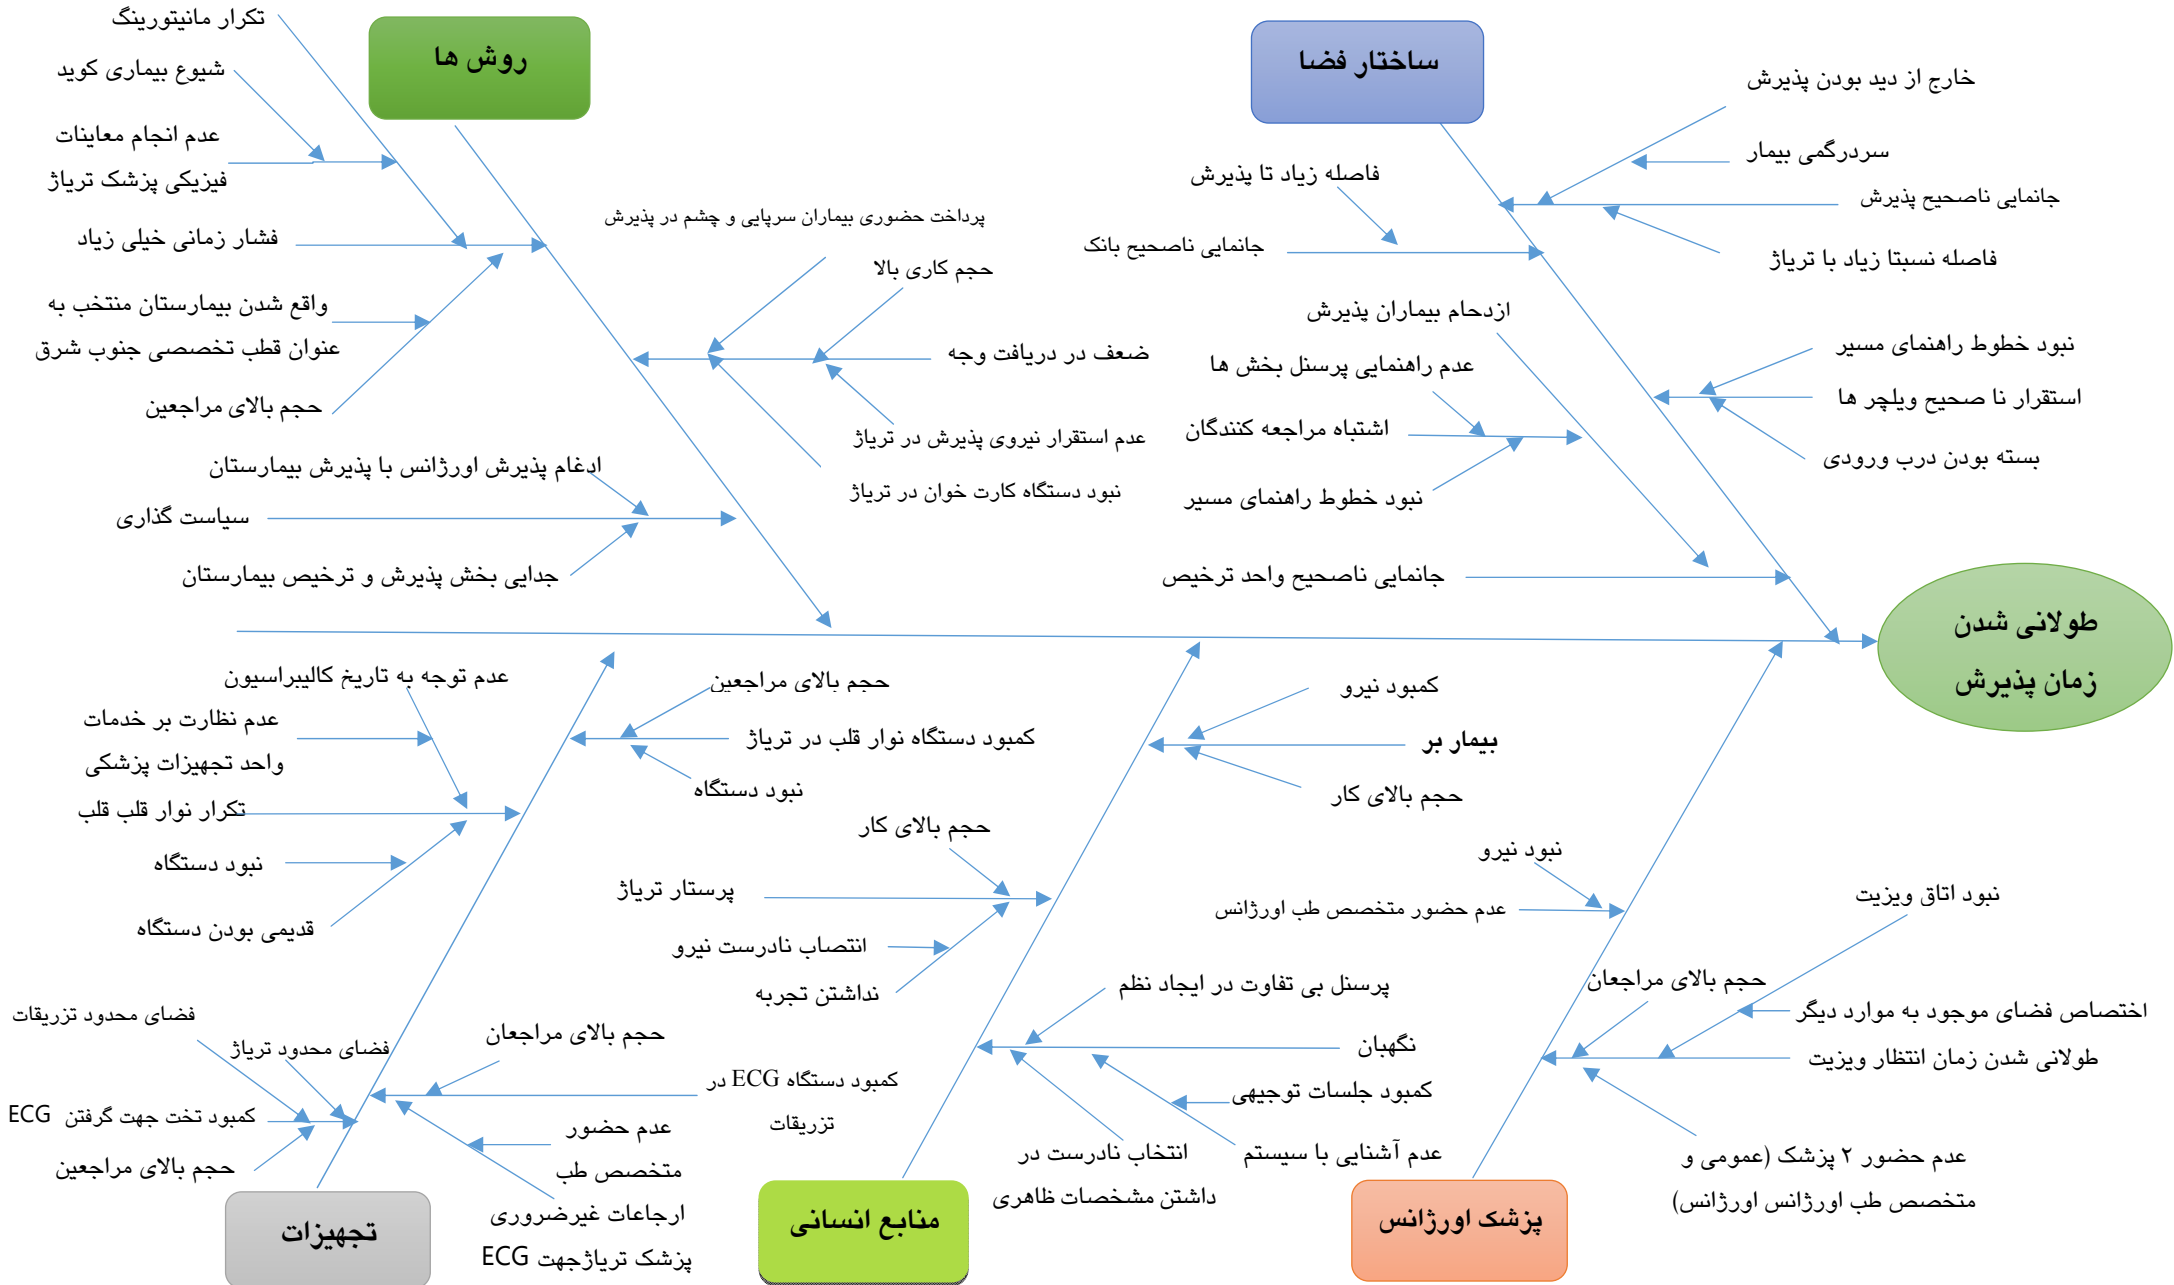 روش ها
تکرار مانیتورینگ
شیوع بیماری کوید
عدم انجام معاینات
فیزیکی پزشک تریاژ
فشار زمانی خیلی زیاد
واقع شدن بیمارستان منتخب به
عنوان قطب تخصصی جنوب شرق
حجم بالای مراجعین
پرداخت حضوری بیماران سرپایی و چشم در پذیرش
حجم کاری بالا
ضعف در دریافت وجه
عدم استقرار نیروی پذیرش در تریاژ
نبود دستگاه کارت خوان در تریاژ
ادغام پذیرش اورژانس با پذیرش بیمارستان
سیاست گذاری
جدایی بخش پذیرش و ترخیص بیمارستان
ساختار فضا
خارج از دید بودن پذیرش
سردرگمی بیمار
جانمایی ناصحیح پذیرش
فاصله نسبتا زیاد با تریاژ
فاصله زیاد تا پذیرش
جانمایی ناصحیح بانک
ازدحام بیماران پذیرش
عدم راهنمایی پرسنل بخش ها
اشتباه مراجعه کنندگان
نبود خطوط راهنمای مسیر
نبود خطوط راهنمای مسیر
استقرار نا صحیح ویلچر ها
بسته بودن درب ورودی
جانمایی ناصحیح واحد ترخیص
طولانی شدن
زمان پذیرش
عدم توجه به تاریخ کالیبراسیون
عدم نظارت بر خدمات
واحد تجهیزات پزشکی
تکرار نوار قلب قلب
نبود دستگاه
قدیمی بودن دستگاه
حجم بالای مراجعین
کمبود دستگاه نوار قلب در تریاژ
نبود دستگاه
فضای محدود تزریقات
فضای محدود تریاژ
کمبود تخت جهت گرفتن ECG
حجم بالای مراجعین
حجم بالای مراجعان
کمبود دستگاه ECG در
تزریقات
عدم حضور
متخصص طب
ارجاعات غیرضروری
پزشک تریاژجهت ECG
تجهیزات
کمبود نیرو
بیمار بر
حجم بالای کار
حجم بالای کار
پرستار تریاژ
انتصاب نادرست نیرو
نداشتن تجربه
پرسنل بی تفاوت در ایجاد نظم
نگهبان
کمبود جلسات توجیهی
عدم آشنایی با سیستم
انتخاب نادرست در
داشتن مشخصات ظاهری
منابع انسانی
نبود نیرو
عدم حضور متخصص طب اورژانس
نبود اتاق ویزیت
حجم بالای مراجعان
اختصاص فضای موجود به موارد دیگر
طولانی شدن زمان انتظار ویزیت
عدم حضور ۲ پزشک (عمومی و
متخصص طب اورژانس اورژانس)
پزشک اورژانس